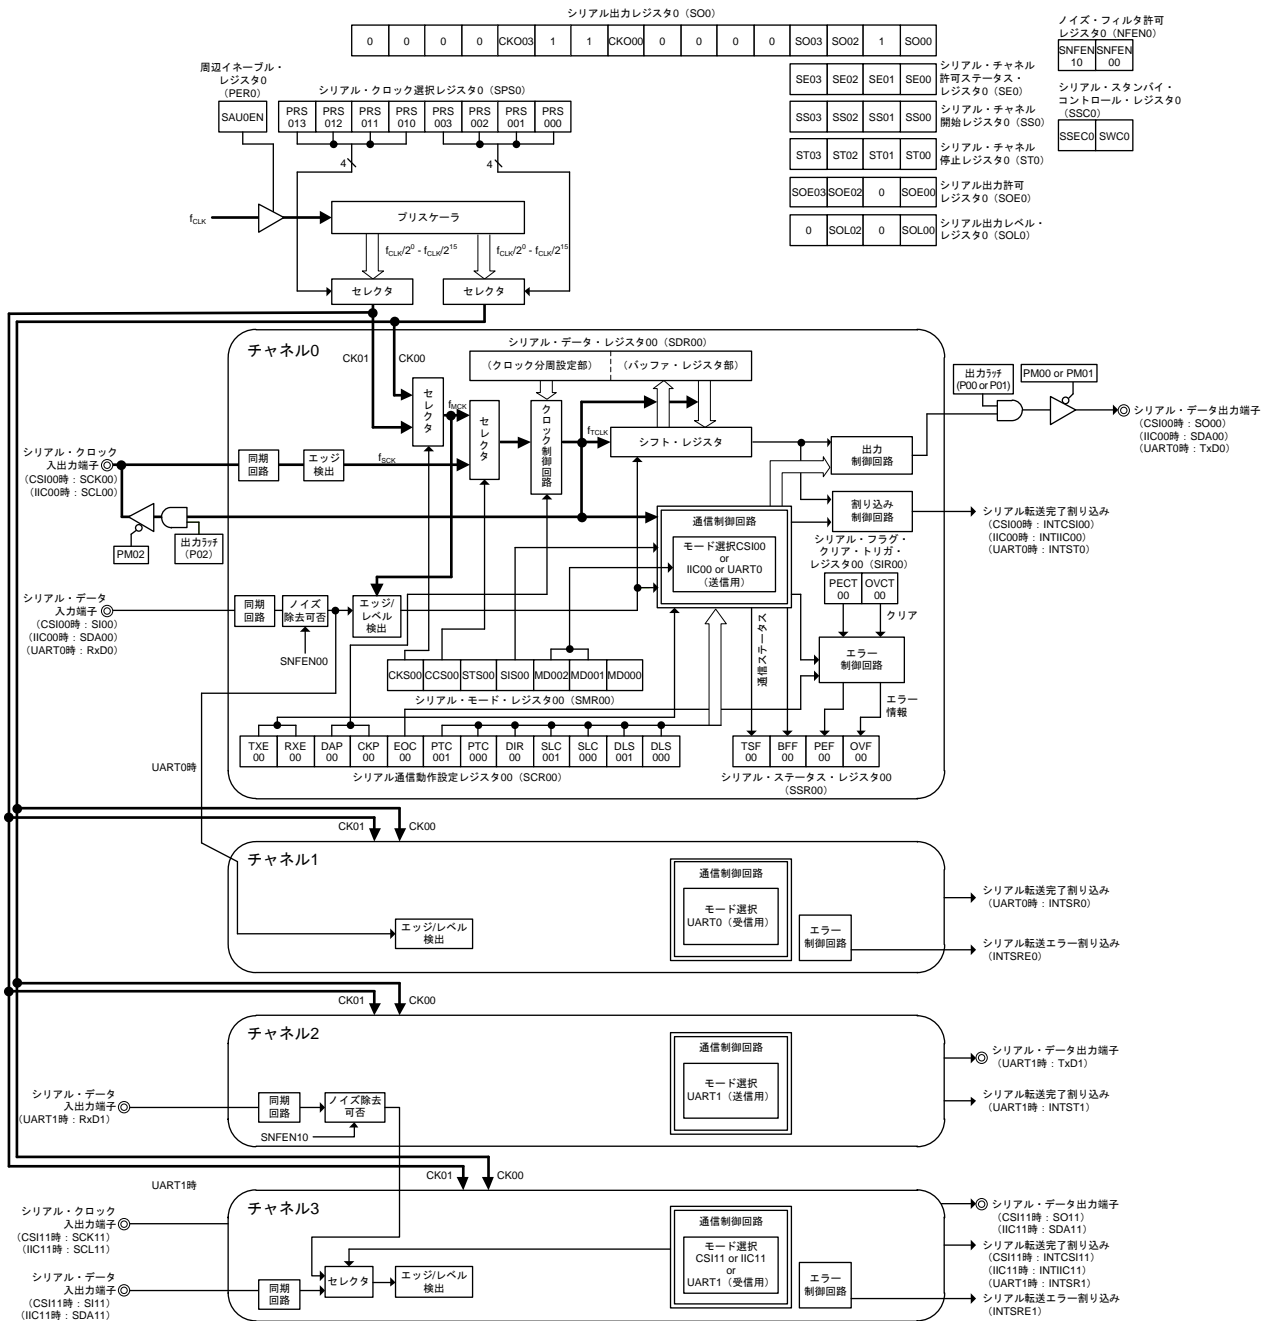 シリアル出力レジスタ0（SO0）
0 0 0 0 CKO03 1 1 CKO00 0 0 0 0 SO03 SO02 1 SO00
ノイズ・フィルタ許可
レジスタ0（NFEN0）
SNFEN SNFEN
10 00
周辺イネーブル・
レジスタ0
（PER0）
SAU0EN
シリアル・クロック選択レジスタ0（SPS0）
PRS PRS PRS PRS PRS PRS PRS PRS
013 012 011 010 003 002 001 000
4 4
SE03 SE02 SE01 SE00
シリアル・チャネル
許可ステータス・
レジスタ0（SE0）
シリアル・スタンバイ・
コントロール・レジスタ0
（SSC0）
SSEC0 SWC0
SS03 SS02 SS01 SS00
シリアル・チャネル
開始レジスタ0（SS0）
ST03 ST02 ST01 ST00
シリアル・チャネル
停止レジスタ0（ST0）
SOE03 SOE02 0 SOE00
シリアル出力許可
レジスタ0（SOE0）
0 SOL02 0 SOL00
シリアル出力レベル・
レジスタ0（SOL0）
fCLK
プリスケーラ
fCLK/2^0 - fCLK/2^15 fCLK/2^0 - fCLK/2^15
セレクタ セレクタ
チャネル0
CK01 CK00
シリアル・データ・レジスタ00（SDR00）
（クロック分周設定部） （バッファ・レジスタ部）
セレクタ
fMCK
セレクタ
クロック制御回路
fTCLK
シフト・レジスタ
出力ラッチ
（P00 or P01）
PM00 or PM01
シリアル・データ出力端子
（CSI00時：SO00）
（IIC00時：SDA00）
（UART0時：TxD0）
出力
制御回路
シリアル・クロック
入出力端子
（CSI00時：SCK00）
（IIC00時：SCL00）
同期
回路
エッジ
検出
fSCK
割り込み
制御回路
シリアル転送完了割り込み
（CSI00時：INTCSI00）
（IIC00時：INTIIC00）
（UART0時：INTST0）
PM02
出力ラッチ
（P02）
通信制御回路
モード選択CSI00
or
IIC00 or UART0
（送信用）
シリアル・フラグ・
クリア・トリガ・
レジスタ00（SIR00）
PECT OVCT
00 00
クリア
シリアル・データ
入力端子
（CSI00時：SI00）
（IIC00時：SDA00）
（UART0時：RxD0）
同期
回路
ノイズ
除去可否
エッジ/
レベル
検出
SNFEN00
通信ステータス
エラー
制御回路
エラー
情報
CKS00 CCS00 STS00 SIS00 MD002 MD001 MD000
シリアル・モード・レジスタ00（SMR00）
TXE RXE DAP CKP EOC PTC PTC DIR SLC SLC DLS DLS
00 00 00 00 00 001 000 00 001 000 001 000
シリアル通信動作設定レジスタ00（SCR00）
TSF BFF PEF OVF
00 00 00 00
シリアル・ステータス・レジスタ00
（SSR00）
UART0時
CK01 CK00
チャネル1
通信制御回路
モード選択
UART0（受信用）
エッジ/レベル
検出
エラー
制御回路
シリアル転送完了割り込み
（UART0時：INTSR0）
シリアル転送エラー割り込み
（INTSRE0）
CK01 CK00
チャネル2
通信制御回路
モード選択
UART1（送信用）
シリアル・データ出力端子
（UART1時：TxD1）
シリアル転送完了割り込み
（UART1時：INTST1）
シリアル・データ
入出力端子
（UART1時：RxD1）
同期
回路
ノイズ除去
可否
SNFEN10
CK01 CK00
UART1時
チャネル3
シリアル・クロック
入出力端子
（CSI11時：SCK11）
（IIC11時：SCL11）
通信制御回路
モード選択
CSI11 or IIC11
or
UART1（受信用）
シリアル・データ出力端子
（CSI11時：SO11）
（IIC11時：SDA11）
シリアル転送完了割り込み
（CSI11時：INTCSI11）
（IIC11時：INTIIC11）
（UART1時：INTSR1）
シリアル・データ
入出力端子
（CSI11時：SI11）
（IIC11時：SDA11）
同期
回路
セレクタ
エッジ/レベル
検出
エラー
制御回路
シリアル転送エラー割り込み
（INTSRE1）